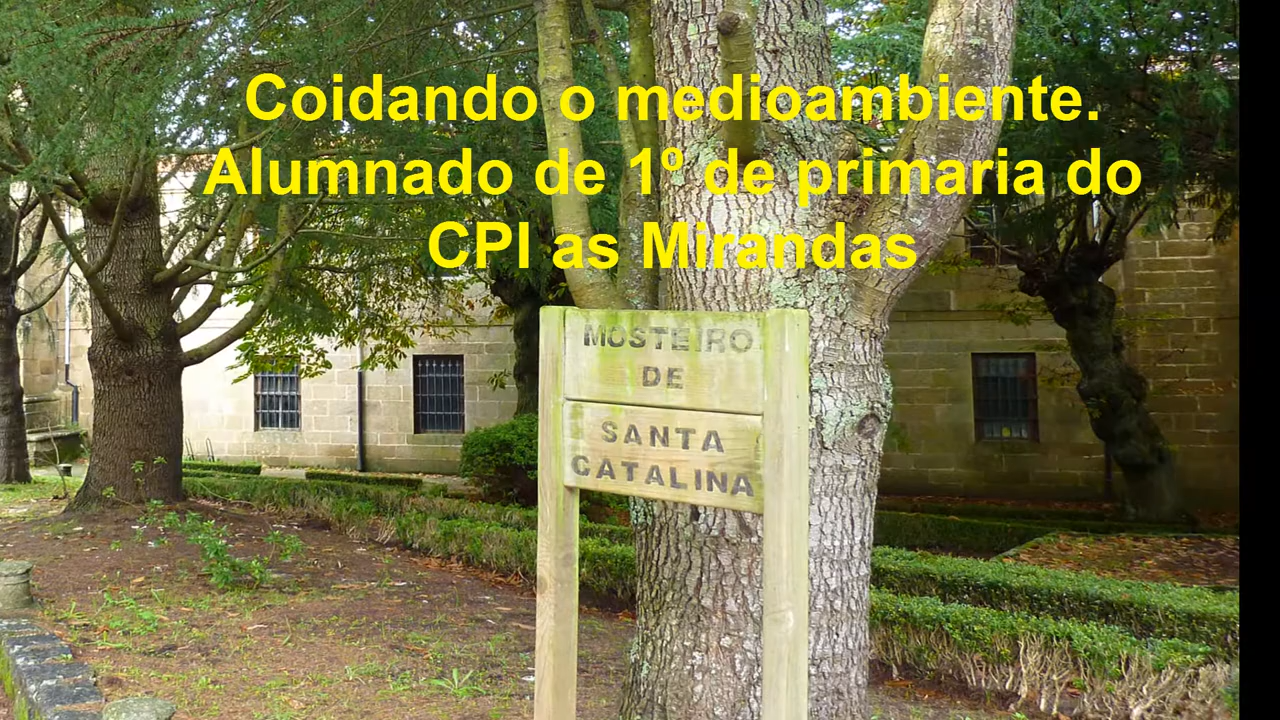 Coidando o medioambiente.
Alumnado de 1º de primaria do
CPI as Mirandas
MOSTEIRO
DE
SANTA
CATALINA